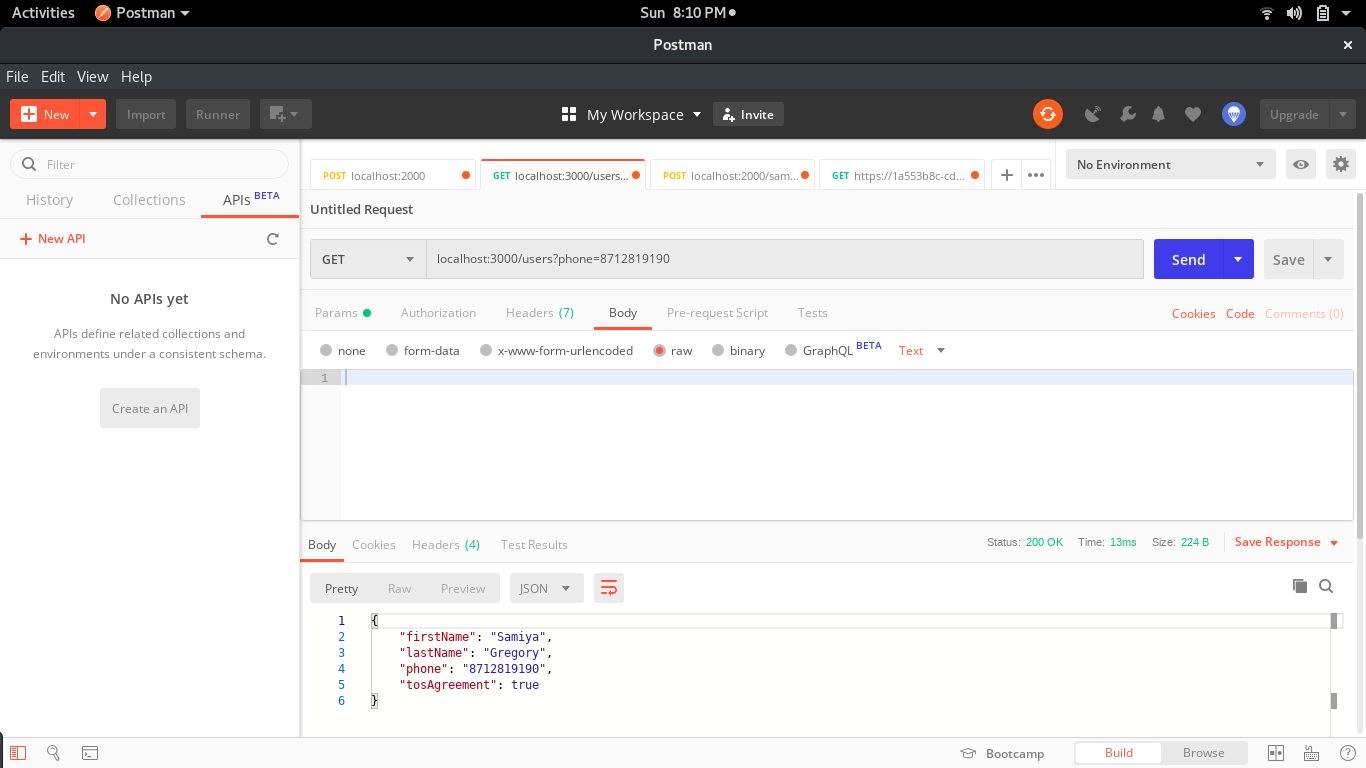 Activities Postman Sun 8:10 PM
Postman
File Edit View Help
New Import Runner My Workspace Invite Upgrade
Filter
History Collections APIs BETA
New API
No APIs yet
APIs define related collections and
environments under a consistent schema.
Create an API
POST localhost:2000 GET localhost:3000/users... POST localhost:2000/sam... GET https://1a553b8c-cd... No Environment
Untitled Request
GET localhost:3000/users?phone=8712819190 Send Save
Params Authorization Headers (7) Body Pre-request Script Tests Cookies Code Comments (0)
none form-data x-www-form-urlencoded raw binary GraphQL BETA Text
1
Body Cookies Headers (4) Test Results Status: 200 OK Time: 13ms Size: 224 B Save Response
Pretty Raw Preview JSON
1 {
2 "firstName": "Samiya",
3 "lastName": "Gregory",
4 "phone": "8712819190",
5 "tosAgreement": true
6 }
Bootcamp Build Browse